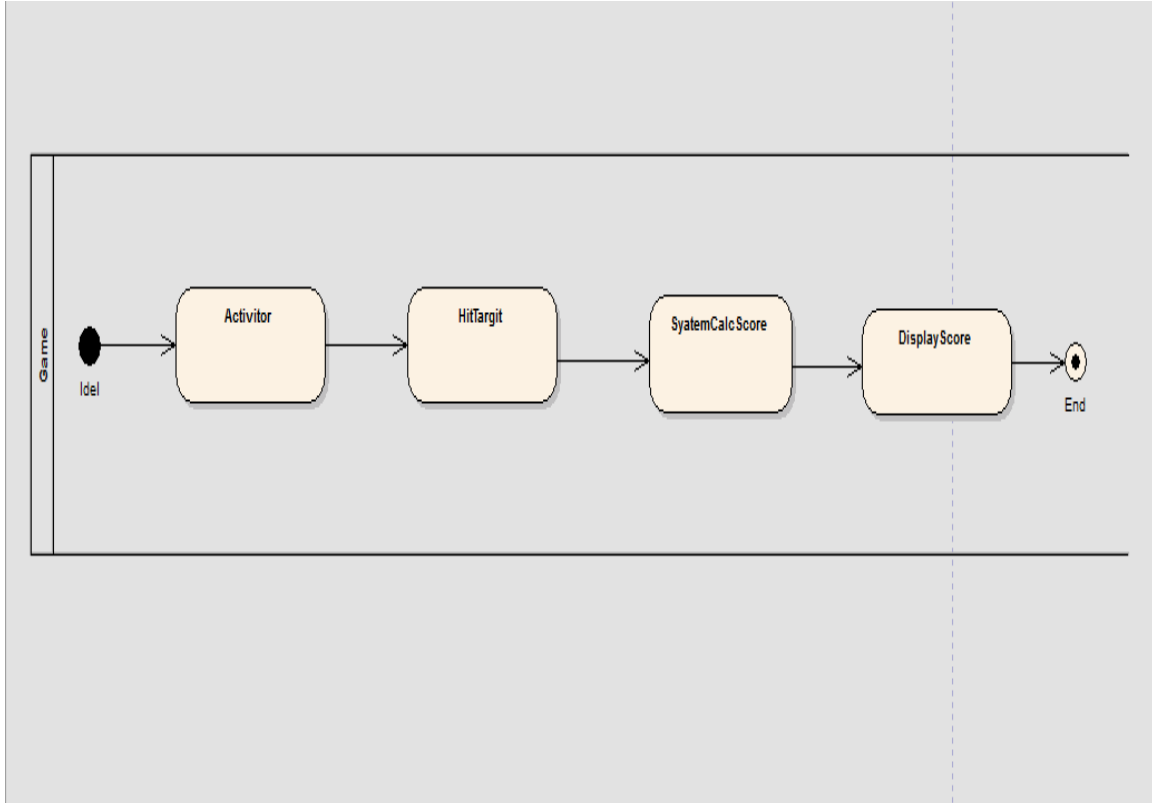 Game
Idel
Activitor
HitTargit
SyatemCalcScore
DisplayScore
End